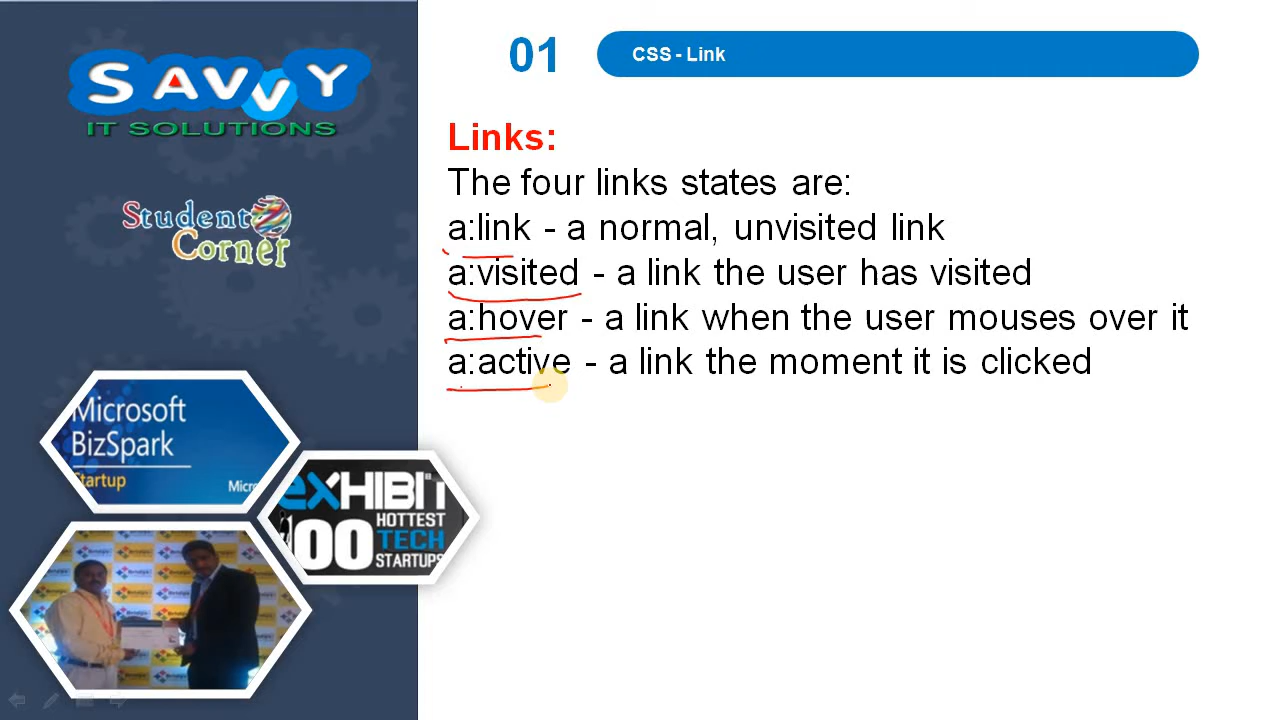 SAVVY
IT SOLUTIONS
Student
Corner
Microsoft
BizSpark
Startup
EXHIBIT
100
HOTTEST
TECH
STARTUPS
01
CSS - Link
Links:
The four links states are:
a:link - a normal, unvisited link
a:visited - a link the user has visited
a:hover - a link when the user mouses over it
a:active - a link the moment it is clicked